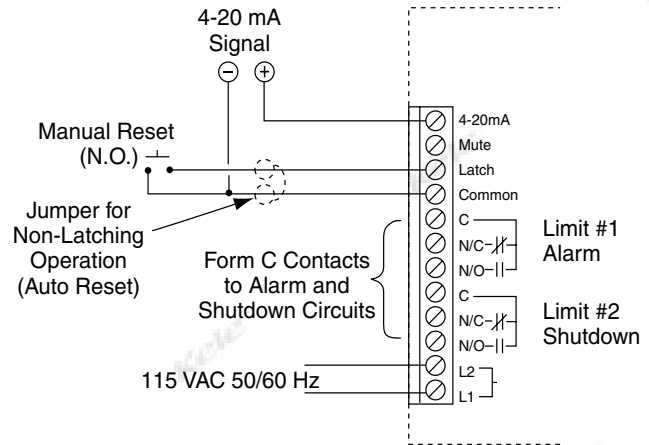 4-20 mA
Signal
− +
Manual Reset
(N.O.)
Jumper for
Non-Latching
Operation
(Auto Reset)
Form C Contacts
to Alarm and
Shutdown Circuits
115 VAC 50/60 Hz
4-20mA
Mute
Latch
Common
C
N/C
N/O
C
N/C
N/O
L2
L1
Limit #1
Alarm
Limit #2
Shutdown
Kele
Kele